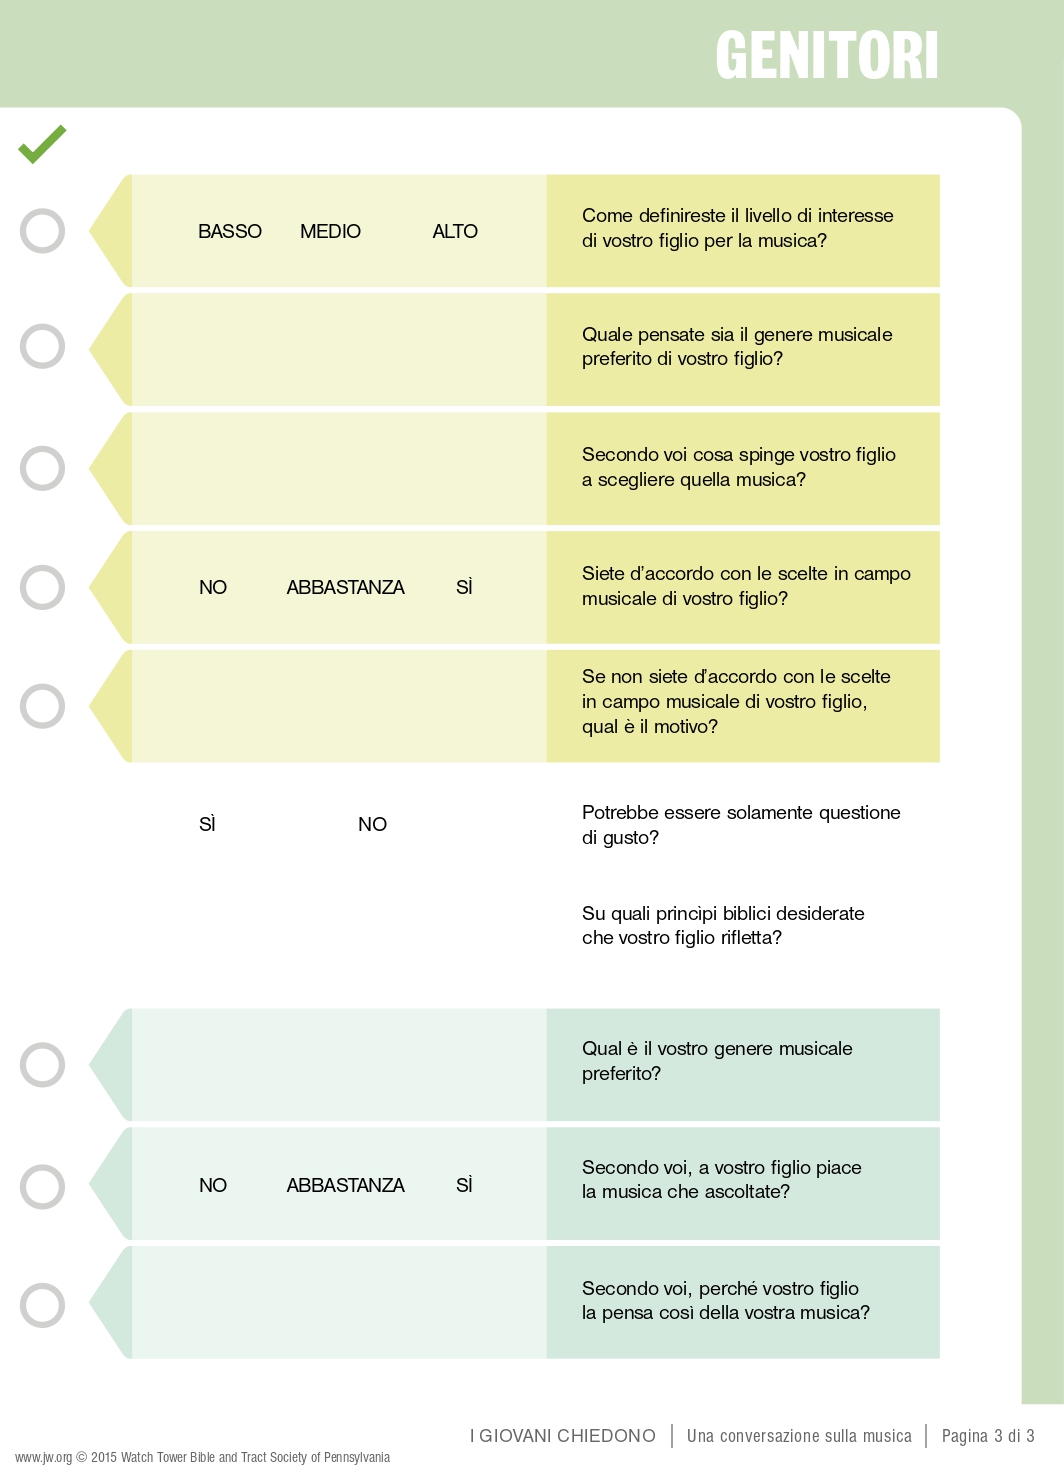 GENITORI
BASSO MEDIO ALTO
Come definireste il livello di interesse
di vostro figlio per la musica?
Quale pensate sia il genere musicale
preferito di vostro figlio?
Secondo voi cosa spinge vostro figlio
a scegliere quella musica?
NO ABBASTANZA SÌ
Siete d’accordo con le scelte in campo
musicale di vostro figlio?
Se non siete d’accordo con le scelte
in campo musicale di vostro figlio,
qual è il motivo?
SÌ NO
Potrebbe essere solamente questione
di gusto?
Su quali princìpi biblici desiderate
che vostro figlio rifletta?
Qual è il vostro genere musicale
preferito?
NO ABBASTANZA SÌ
Secondo voi, a vostro figlio piace
la musica che ascoltate?
Secondo voi, perché vostro figlio
la pensa così della vostra musica?
I GIOVANI CHIEDONO | Una conversazione sulla musica | Pagina 3 di 3
www.jw.org © 2015 Watch Tower Bible and Tract Society of Pennsylvania